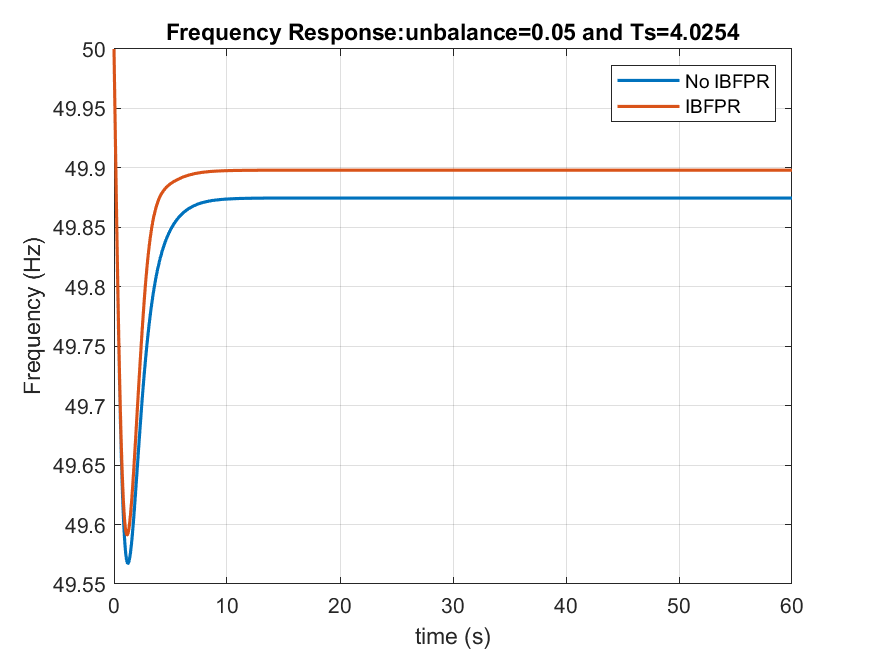 Frequency Response:unbalance=0.05 and Ts=4.0254
No IBFPR
IBFPR
50
49.95
49.9
49.85
49.8
49.75
49.7
49.65
49.6
49.55
Frequency (Hz)
0 10 20 30 40 50 60
time (s)